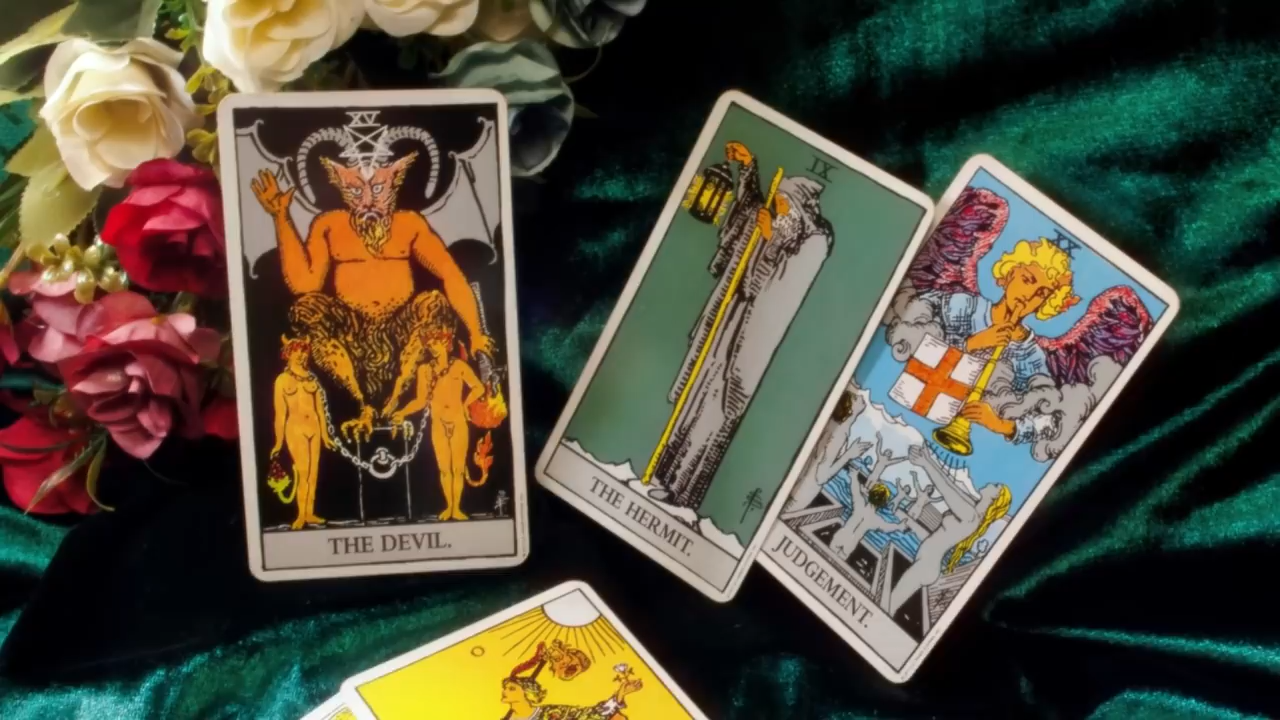 XV
THE DEVIL.
IX
THE HERMIT.
XX
JUDGEMENT.